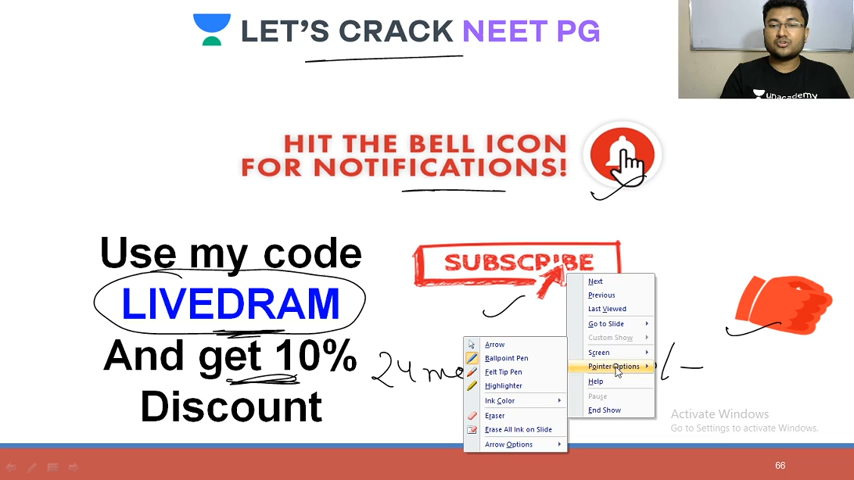 LET'S CRACK NEET PG
unacademy
HIT THE BELL ICON
FOR NOTIFICATIONS!
Use my code
LIVEDRAM
And get 10%
Discount
SUBSCRIBE
24 mo
/-
Next
Previous
Last Viewed
Go to Slide
Custom Show
Screen
Pointer Options
Help
Pause
End Show
Arrow
Ballpoint Pen
Felt Tip Pen
Highlighter
Ink Color
Eraser
Erase All Ink on Slide
Arrow Options
Activate Windows
Go to Settings to activate Windows.
66